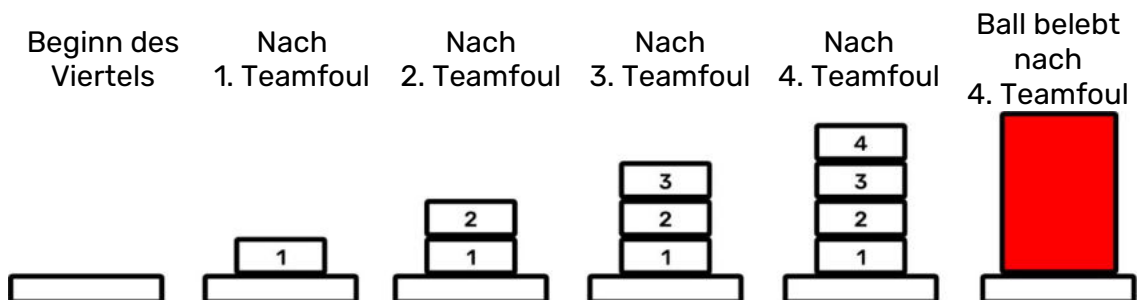 Beginn des
Viertels
Nach
1. Teamfoul
Nach
2. Teamfoul
Nach
3. Teamfoul
Nach
4. Teamfoul
Ball belebt
nach
4. Teamfoul
1
2
1
3
2
1
4
3
2
1